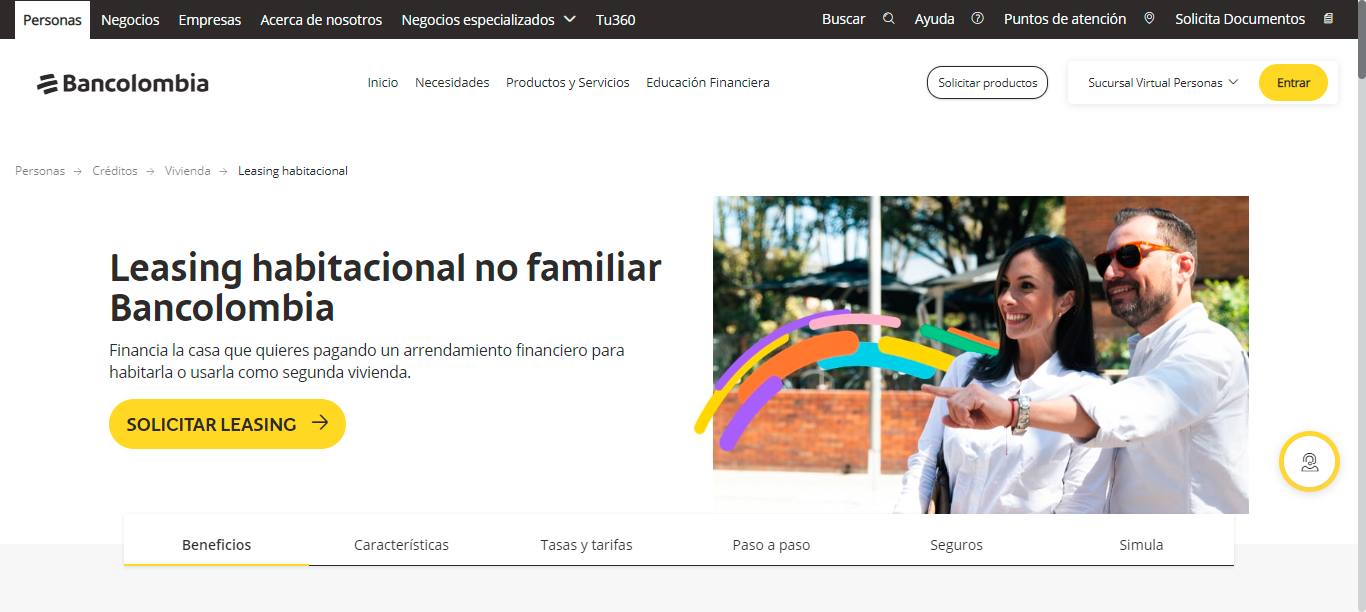 Personas Negocios Empresas Acerca de nosotros Negocios especializados Tu360 Buscar Ayuda Puntos de atención Solicita Documentos
Bancolombia Inicio Necesidades Productos y Servicios Educación Financiera Solicitar productos Sucursal Virtual Personas Entrar
Personas → Créditos → Vivienda → Leasing habitacional
Leasing habitacional no familiar
Bancolombia
Financia la casa que quieres pagando un arrendamiento financiero para
habitarla o usarla como segunda vivienda.
SOLICITAR LEASING →
Beneficios Características Tasas y tarifas Paso a paso Seguros Simula